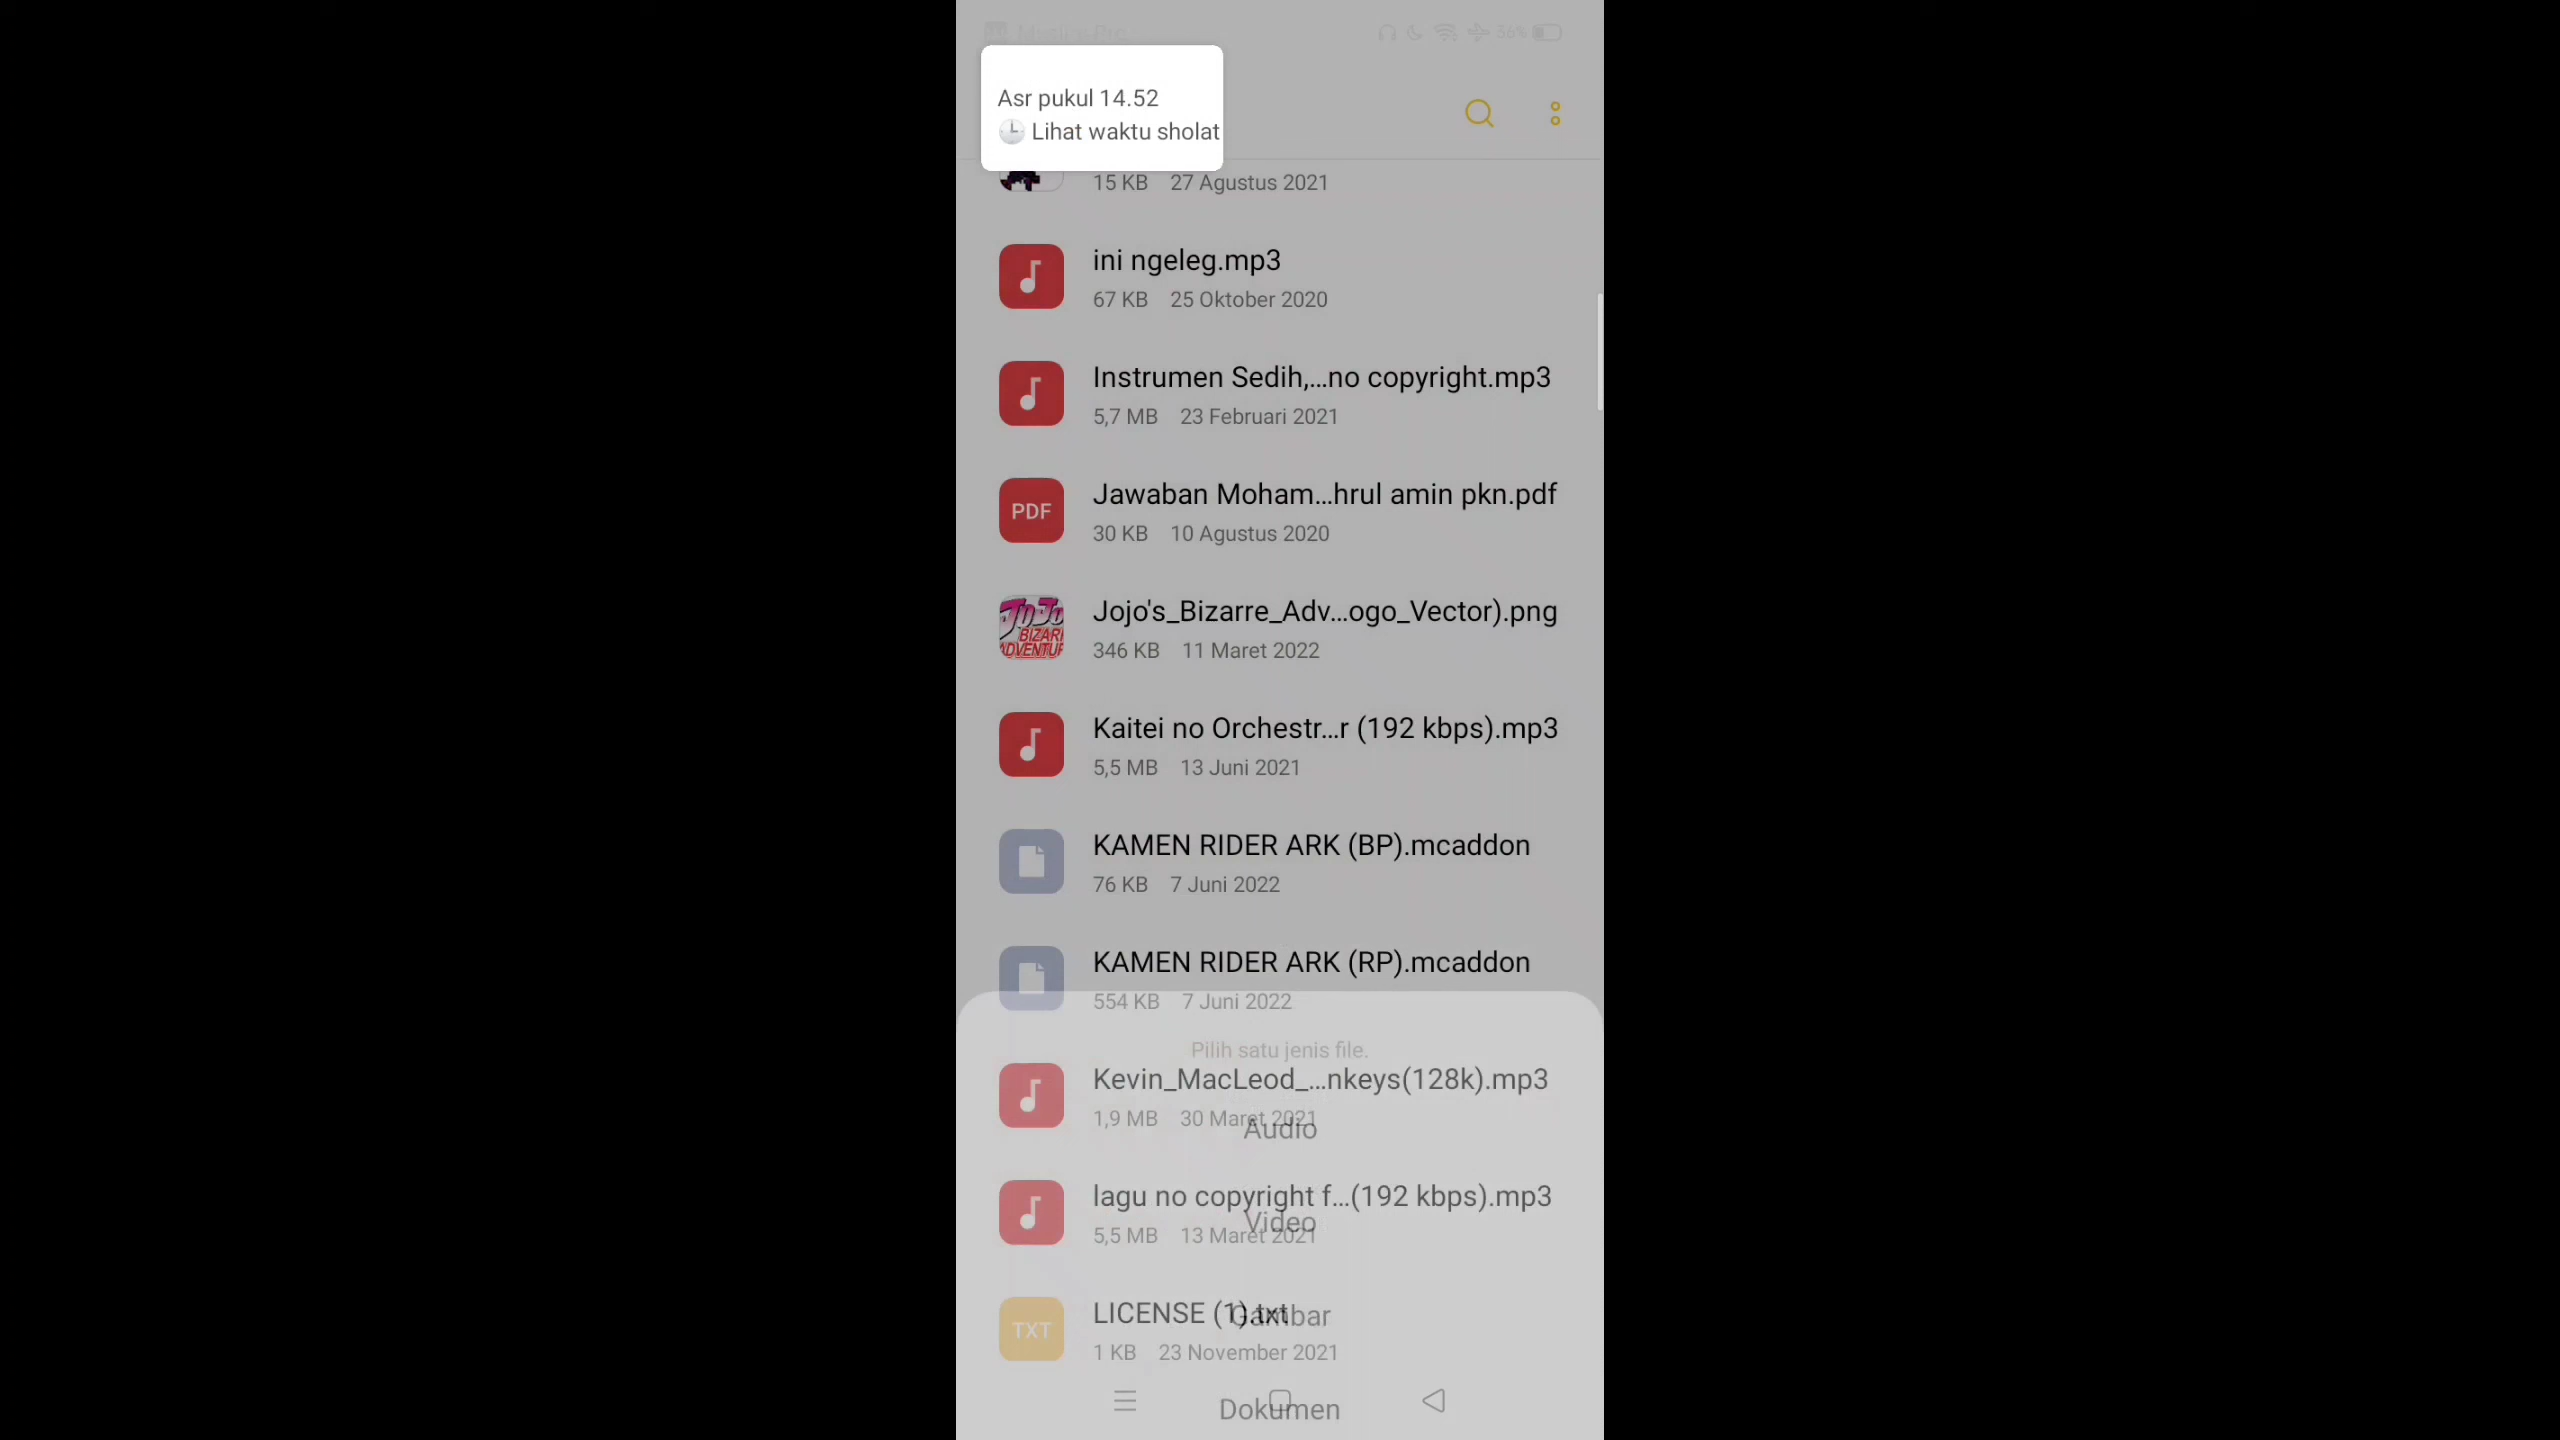 56%
Asr pukul 14.52
Lihat waktu sholat
15 KB 27 Agustus 2021
ini ngeleg.mp3
67 KB 25 Oktober 2020
Instrumen Sedih,...no copyright.mp3
5,7 MB 23 Februari 2021
PDF
Jawaban Moham...hrul amin pkn.pdf
30 KB 10 Agustus 2020
JoJo
BIZAR
ADVENTUR
Jojo's_Bizarre_Adv...ogo_Vector).png
346 KB 11 Maret 2022
Kaitei no Orchestr...r (192 kbps).mp3
5,5 MB 13 Juni 2021
KAMEN RIDER ARK (BP).mcaddon
76 KB 7 Juni 2022
KAMEN RIDER ARK (RP).mcaddon
554 KB 7 Juni 2022
Pilih satu jenis file.
Kevin_MacLeod_...nkeys(128k).mp3
1,9 MB 30 Maret 2021
Audio
lagu no copyright f...(192 kbps).mp3
Video
5,5 MB 13 Maret 2021
TXT
LICENSE (1).txt
Gambar
1 KB 23 November 2021
Dokumen